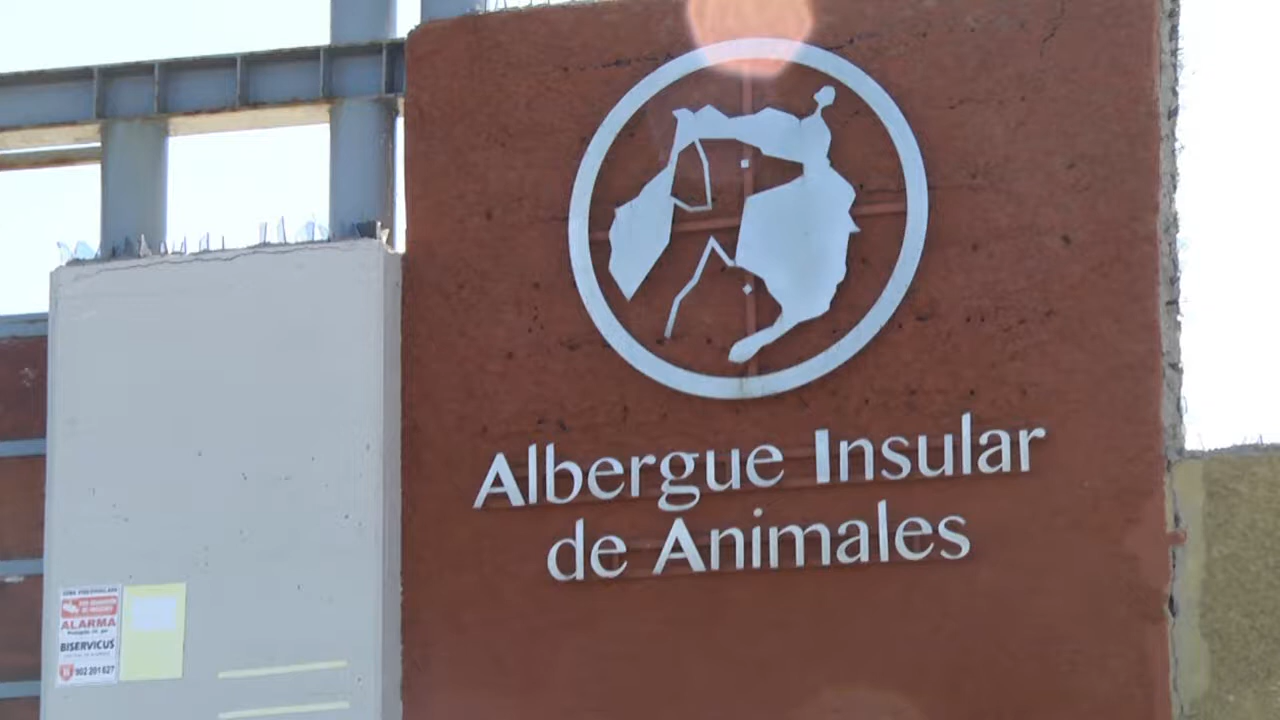 Albergue Insular
de Animales
ALARMA
BISERVICUS
902 201 627